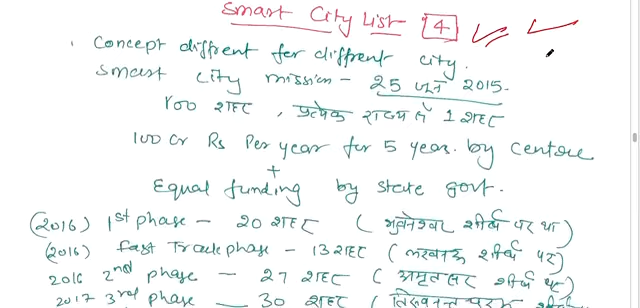 Smart City List [4]
Concept diffrent for diffrent city.
Smart city mission - 25 जून 2015.
100 शहर , प्रत्येक राज्य से 1 शहर
100 Cr Rs Per year for 5 year. by Centre
+
Equal funding by state Govt.
(2016) 1st phase - 20 शहर ( भुवनेश्वर शीर्ष पर था )
(2016) Fast Track phase - 13 शहर ( लखनऊ शीर्ष पर )
2016 2nd phase - 27 शहर ( अमृतसर शीर्ष पर )
2017 3rd phase - 30 शहर